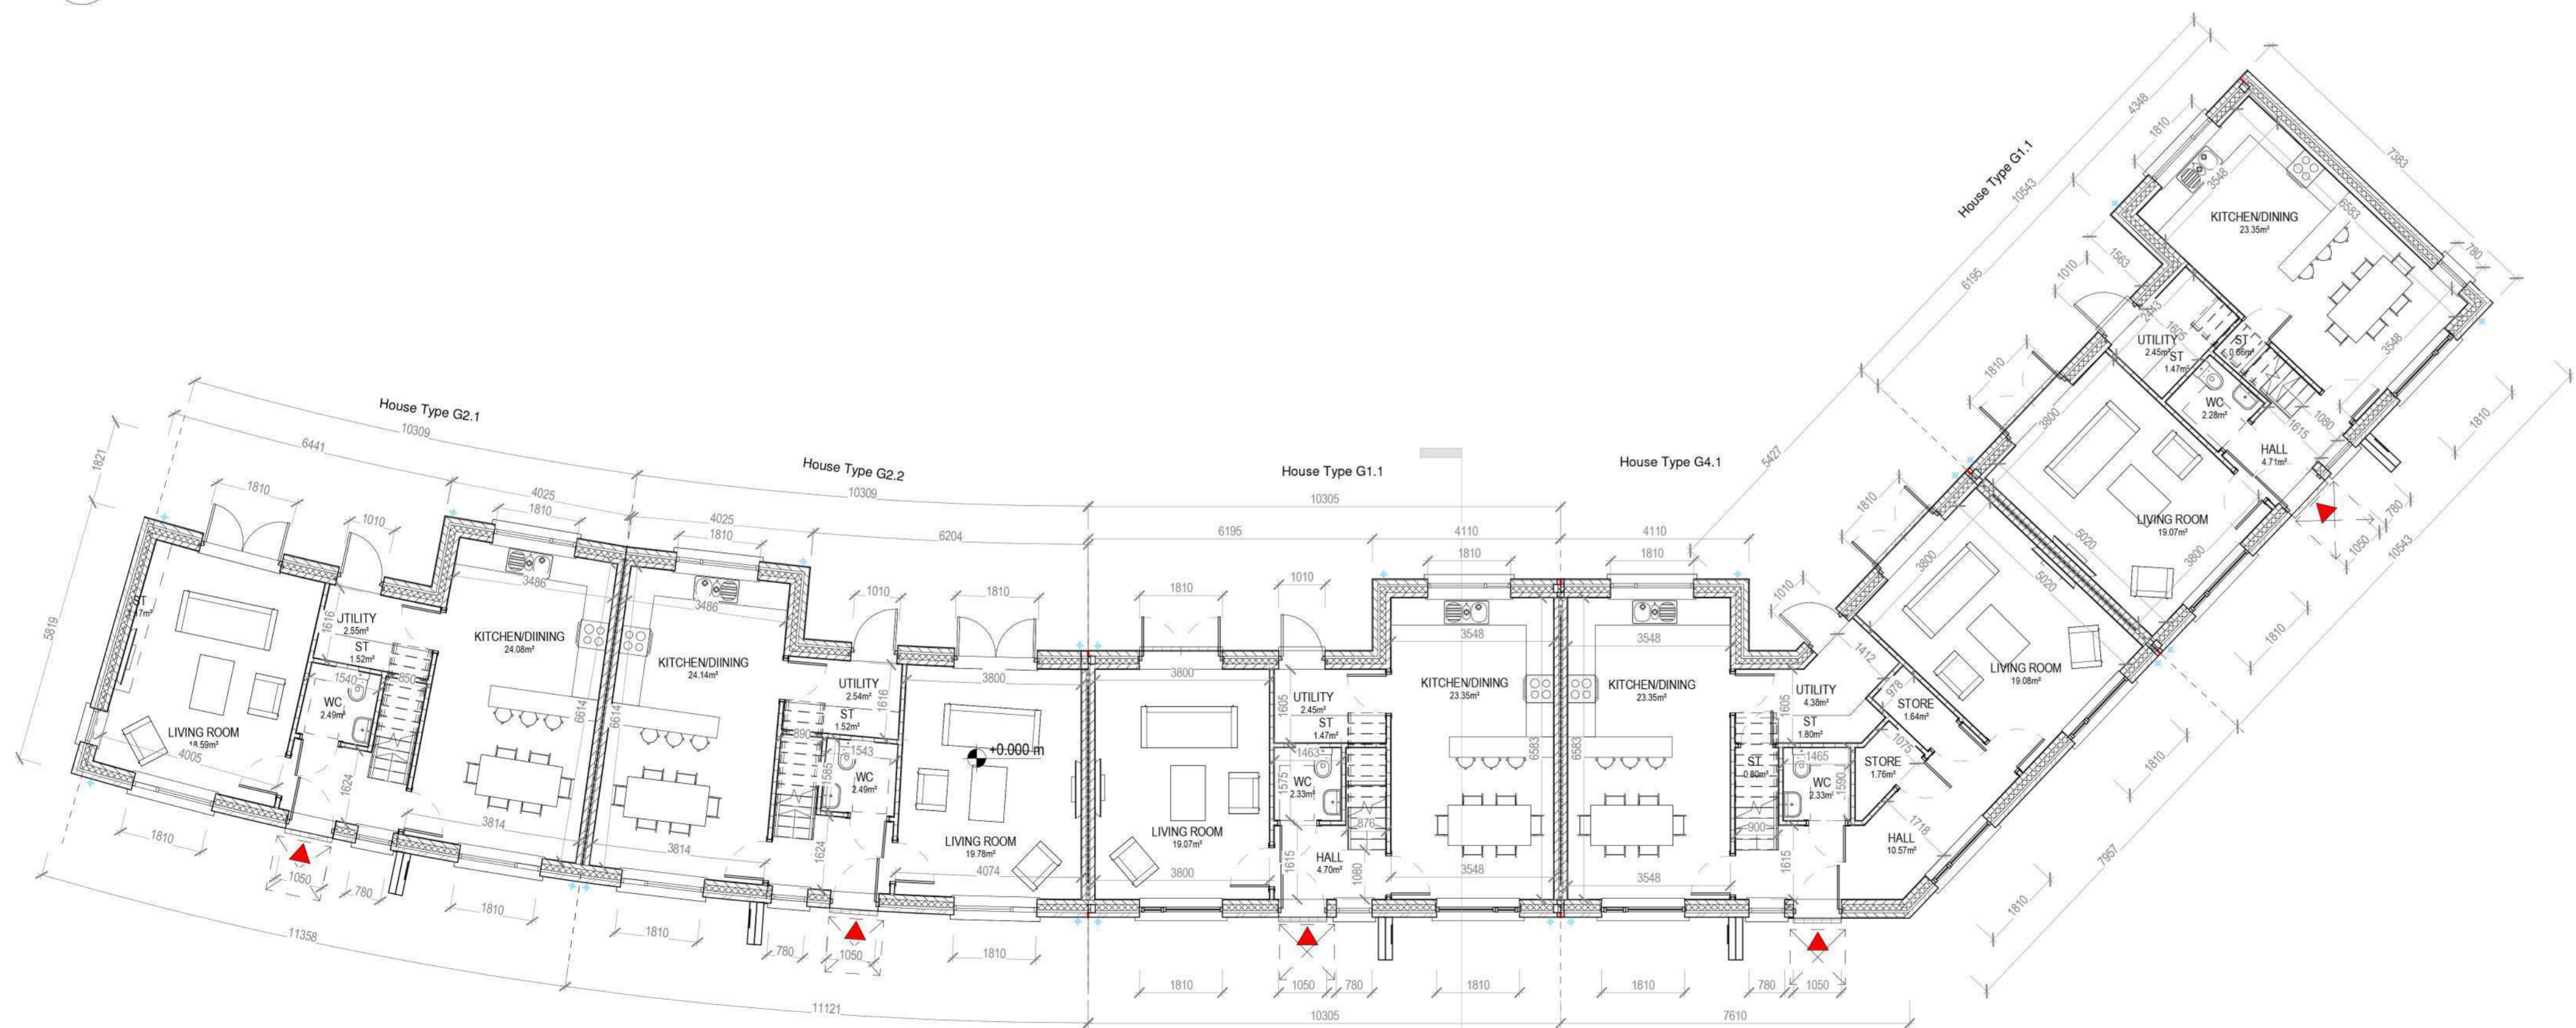 House Type G2.1
10309
6441
4025
1821
5819
1810
1010
1810
ST
UTILITY
2.55m²
1616
ST
1.52m²
1540
850
WC
2.49m²
KITCHEN/DINING
24.08m²
3486
6614
LIVING ROOM
18.59m²
4005
1624
3814
1810
1050
780
1810
11358
House Type G2.2
10309
4025
6204
1810
1010
1810
3486
KITCHEN/DINING
24.14m²
6614
UTILITY
2.54m²
1616
ST
1.52m²
890
1543
1585
WC
2.49m²
3800
+0.000 m
LIVING ROOM
19.78m²
4074
1624
3814
1810
780
1050
1810
11121
House Type G1.1
10305
6195
4110
1810
1010
1810
3800
UTILITY
2.45m²
1605
ST
1.47m²
1463
1575
WC
2.33m²
876
3548
KITCHEN/DINING
23.35m²
6583
LIVING ROOM
19.07m²
3800
HALL
4.70m²
1615
1080
3548
1810
1050
780
1810
10305
House Type G4.1
4110
5427
1810
1010
1810
1810
3548
KITCHEN/DINING
23.35m²
6583
UTILITY
4.38m²
1605
ST
1.80m²
ST
0.80m²
1465
1590
WC
2.33m²
900
1412
978
STORE
1.64m²
1075
STORE
1.76m²
3800
5020
LIVING ROOM
19.08m²
1718
HALL
10.57m²
1615
3548
1810
780
1050
7610
1810
1810
7957
House Type G1.1
10543
4348
6195
7383
1810
3548
KITCHEN/DINING
23.35m²
6583
780
1563
1010
2443
1605
UTILITY
2.45m²
ST
1.47m²
ST
0.66m²
WC
2.28m²
3548
1810
3800
1615
1080
HALL
4.71m²
LIVING ROOM
19.07m²
5020
3800
1810
780
1050
10543
1810